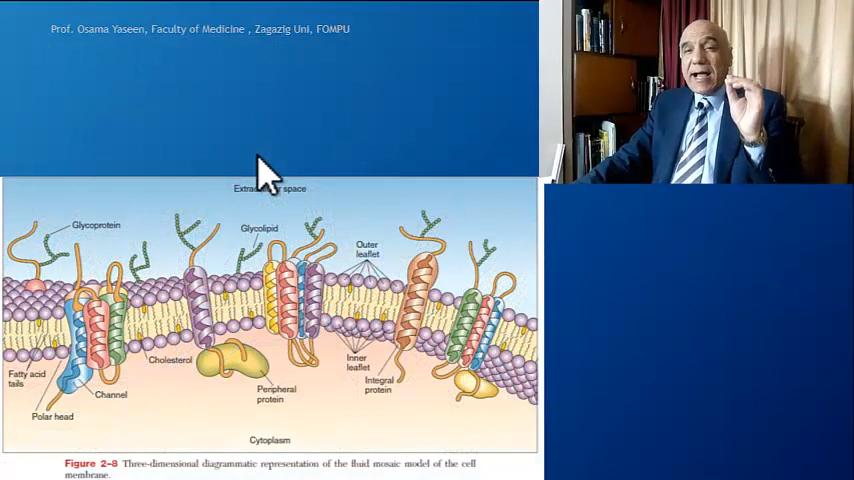 Prof. Osama Yaseen, Faculty of Medicine , Zagazig Uni, FOMPU
space
Glycoprotein
Glycolipid
Outer
leaflet
Cholesterol
Inner
leaflet
Fatty acid
tails
Channel
Peripheral
protein
Integral
protein
Polar head
Cytoplasm
Figure 2-8 Three-dimensional diagrammatic representation of the fluid mosaic model of the cell
membrane.